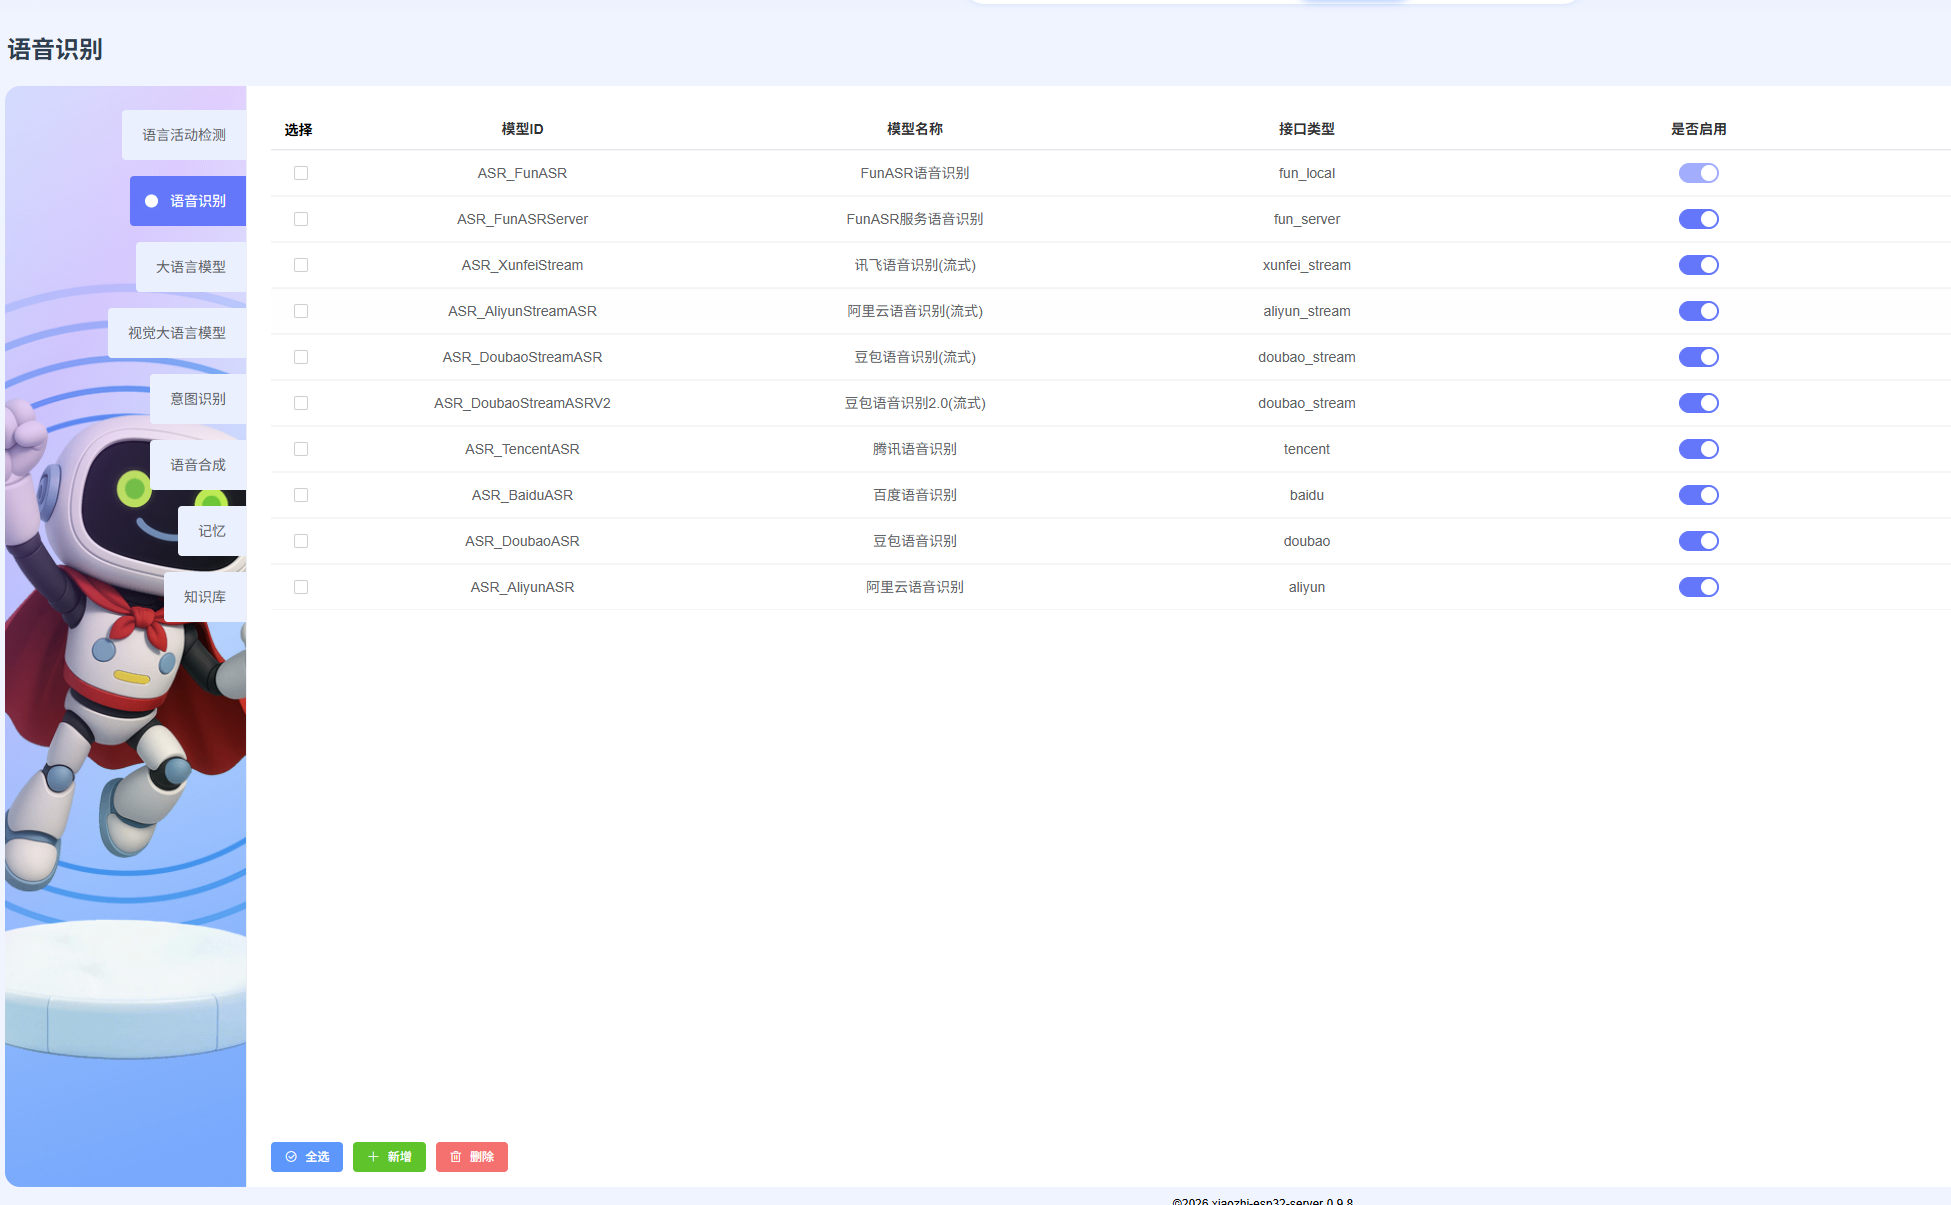 语音识别
语言活动检测
语音识别
大语言模型
视觉大语言模型
意图识别
语音合成
记忆
知识库
选择 模型ID 模型名称 接口类型 是否启用
ASR_FunASR FunASR语音识别 fun_local
ASR_FunASRServer FunASR服务语音识别 fun_server
ASR_XunfeiStream 讯飞语音识别(流式) xunfei_stream
ASR_AliyunStreamASR 阿里云语音识别(流式) aliyun_stream
ASR_DoubaoStreamASR 豆包语音识别(流式) doubao_stream
ASR_DoubaoStreamASRV2 豆包语音识别2.0(流式) doubao_stream
ASR_TencentASR 腾讯语音识别 tencent
ASR_BaiduASR 百度语音识别 baidu
ASR_DoubaoASR 豆包语音识别 doubao
ASR_AliyunASR 阿里云语音识别 aliyun
全选 新增 删除
©2026 xiaozhi-esp32-server 0.9.8